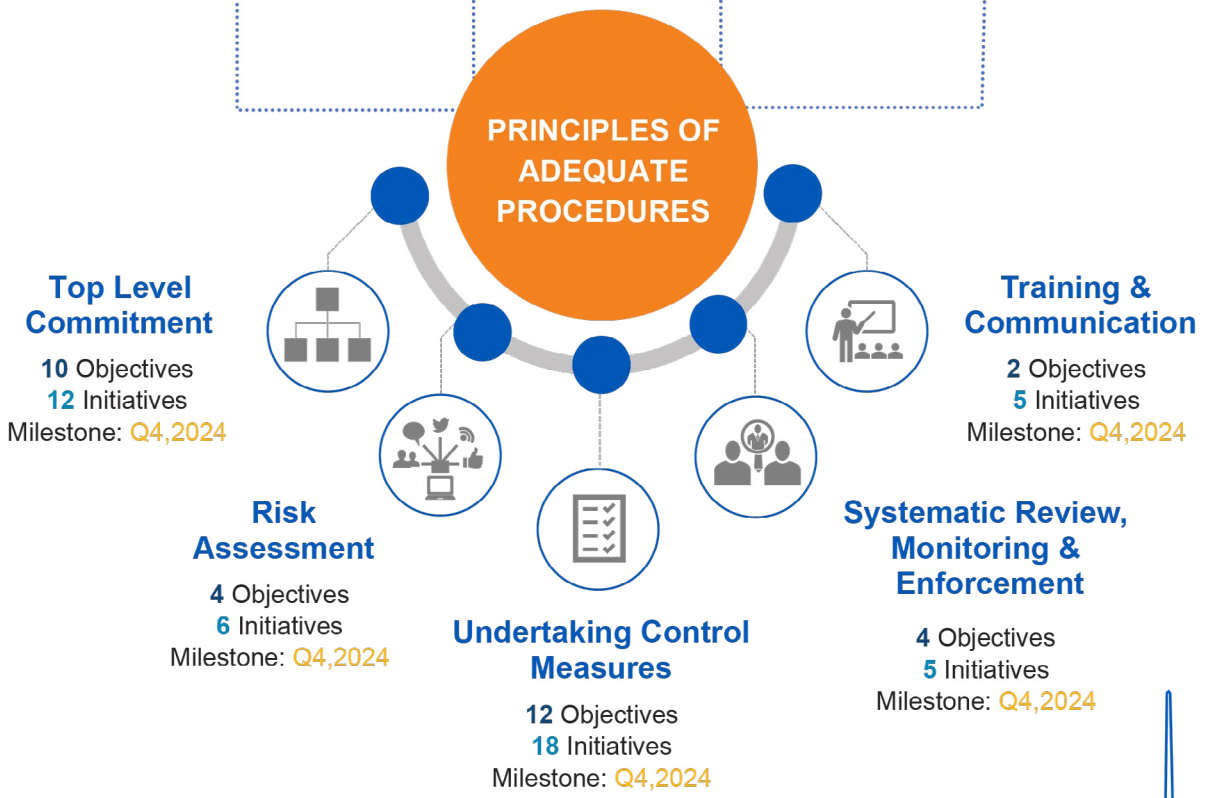 PRINCIPLES OF
ADEQUATE
PROCEDURES
Top Level
Commitment
10 Objectives
12 Initiatives
Milestone: Q4,2024
Risk
Assessment
4 Objectives
6 Initiatives
Milestone: Q4,2024
Undertaking Control
Measures
12 Objectives
18 Initiatives
Milestone: Q4,2024
Systematic Review,
Monitoring &
Enforcement
4 Objectives
5 Initiatives
Milestone: Q4,2024
Training &
Communication
2 Objectives
5 Initiatives
Milestone: Q4,2024